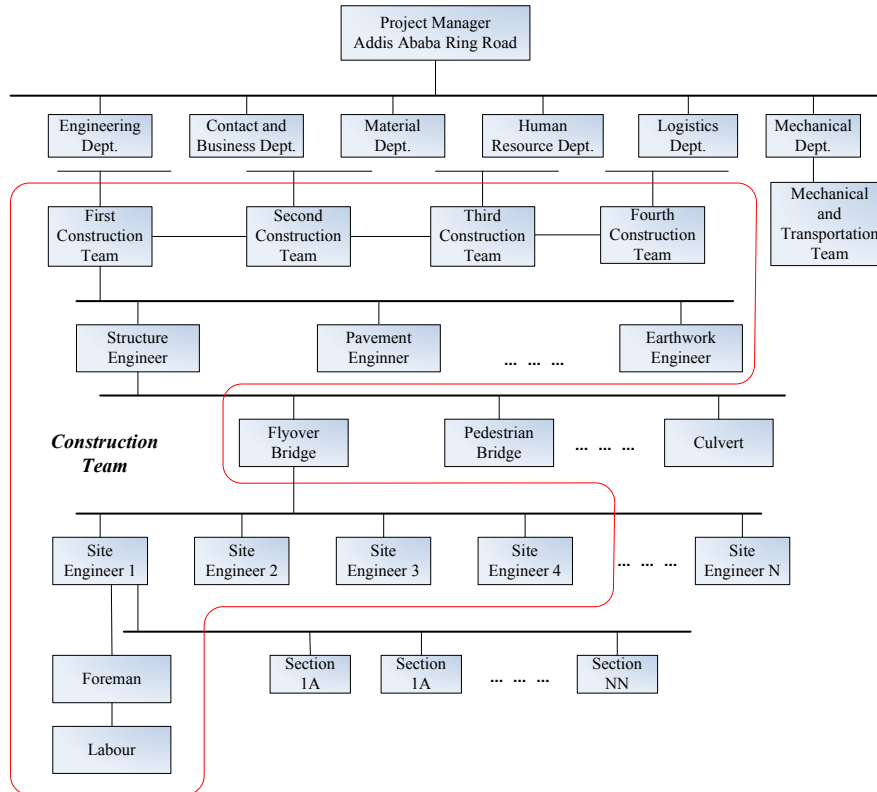 Project Manager
Addis Ababa Ring Road
Engineering
Dept.
Contact and
Business Dept.
Material
Dept.
Human
Resource Dept.
Logistics
Dept.
Mechanical
Dept.
First
Construction
Team
Second
Construction
Team
Third
Construction
Team
Fourth
Construction
Team
Mechanical
and
Transportation
Team
Structure
Engineer
Pavement
Enginner
... ... ...
Earthwork
Engineer
Construction
Team
Flyover
Bridge
Pedestrian
Bridge
... ... ...
Culvert
Site
Engineer 1
Site
Engineer 2
Site
Engineer 3
Site
Engineer 4
... ... ...
Site
Engineer N
Foreman
Section
1A
Section
1A
... ... ...
Section
NN
Labour